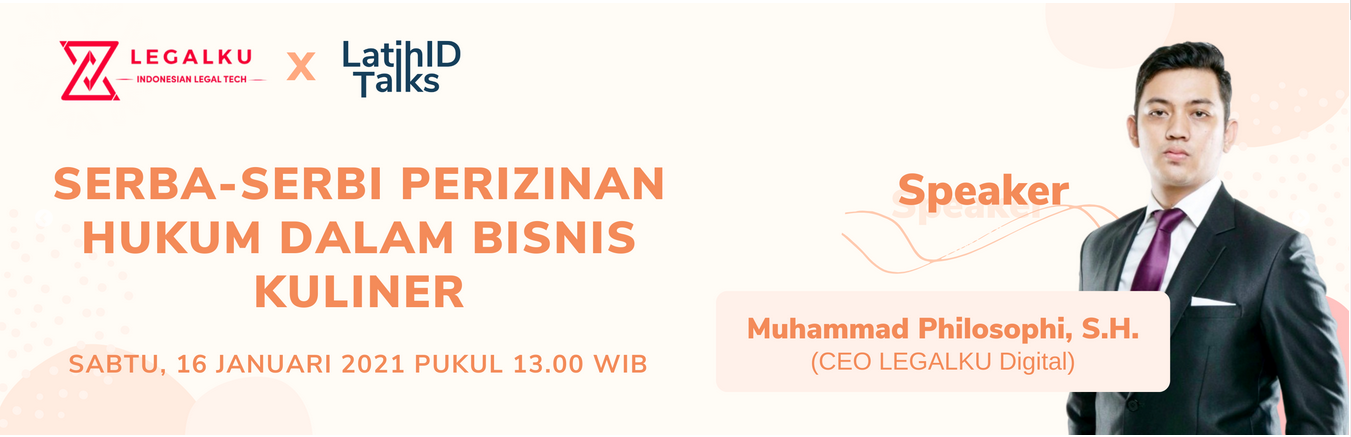 LEGALKU
INDONESIAN LEGAL TECH
X
LatihID
Talks
SERBA-SERBI PERIZINAN
HUKUM DALAM BISNIS
KULINER
SABTU, 16 JANUARI 2021 PUKUL 13.00 WIB
Speaker
Muhammad Philosophi, S.H.
(CEO LEGALKU Digital)